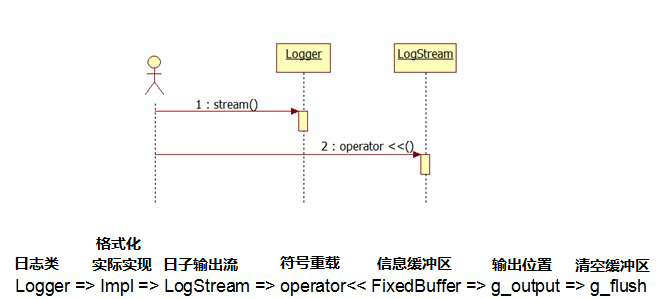 Logger
LogStream
1 : stream()
2 : operator <<()
格式化
日志类 实际实现 日子输出流 符号重载 信息缓冲区 输出位置 清空缓冲区
Logger => Impl => LogStream => operator<< FixedBuffer => g_output => g_flush